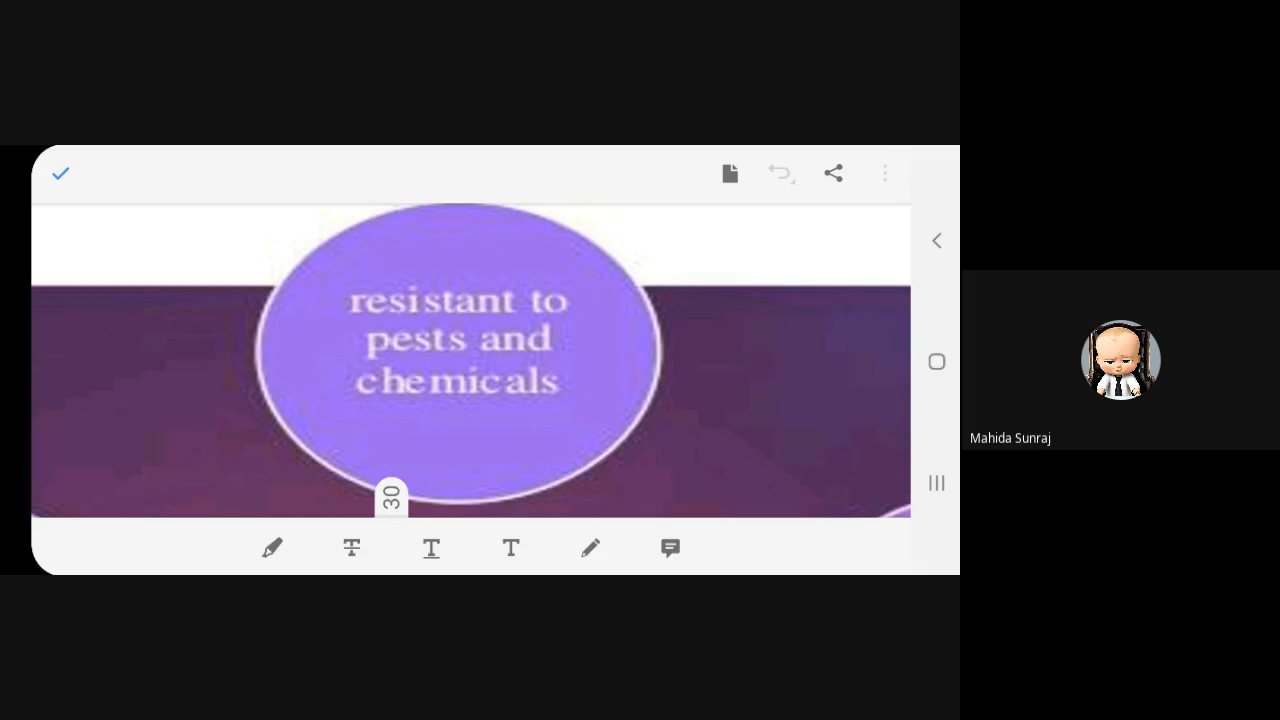 resistant to
pests and
chemicals
30
Mahida Sunraj